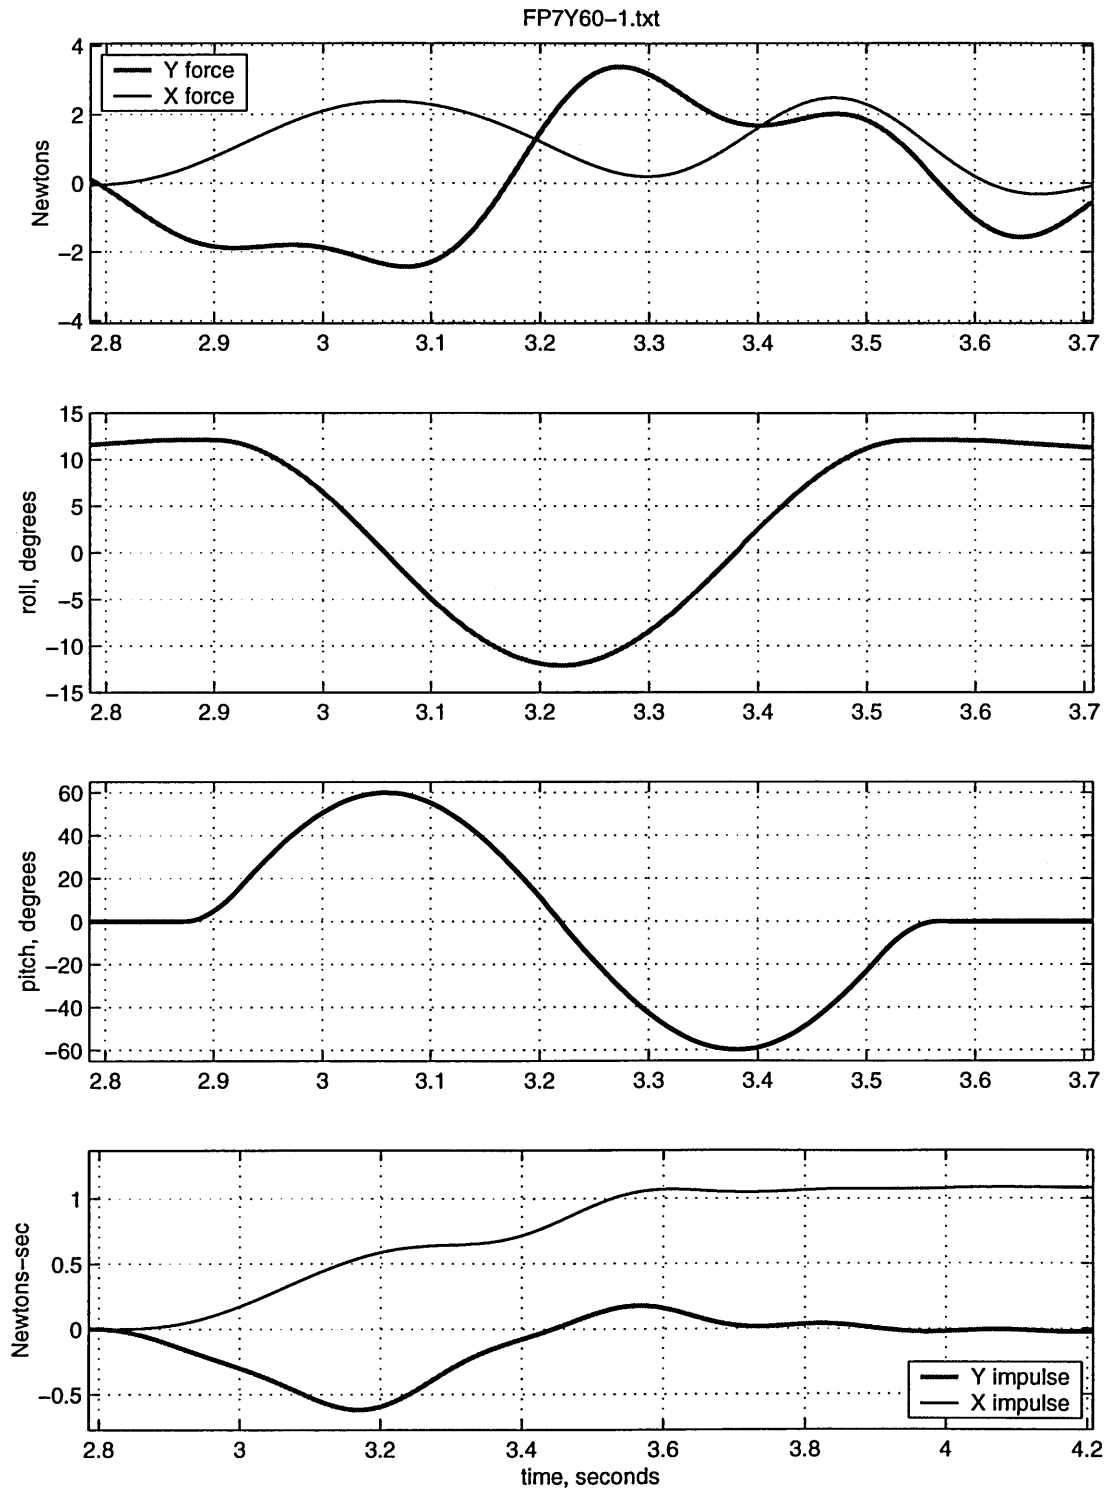 FP7Y60−1.txt
4
2
0
−2
−4
Newtons
Y force
X force
2.8 2.9 3 3.1 3.2 3.3 3.4 3.5 3.6 3.7
15
10
5
0
−5
−10
−15
roll, degrees
2.8 2.9 3 3.1 3.2 3.3 3.4 3.5 3.6 3.7
60
40
20
0
−20
−40
−60
pitch, degrees
2.8 2.9 3 3.1 3.2 3.3 3.4 3.5 3.6 3.7
1
0.5
0
−0.5
Newtons−sec
Y impulse
X impulse
2.8 3 3.2 3.4 3.6 3.8 4 4.2
time, seconds